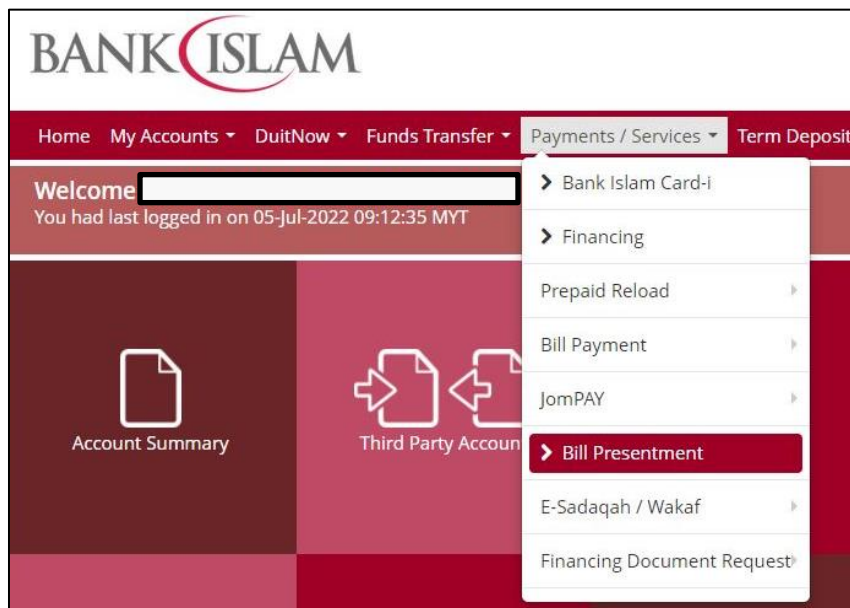 BANK ISLAM
Home My Accounts DuitNow Funds Transfer Payments / Services Term Deposit
Welcome
You had last logged in on 05-Jul-2022 09:12:35 MYT
Bank Islam Card-i
Financing
Prepaid Reload
Bill Payment
JomPAY
Bill Presentment
E-Sadaqah / Wakaf
Financing Document Request
Account Summary
Third Party Accoun